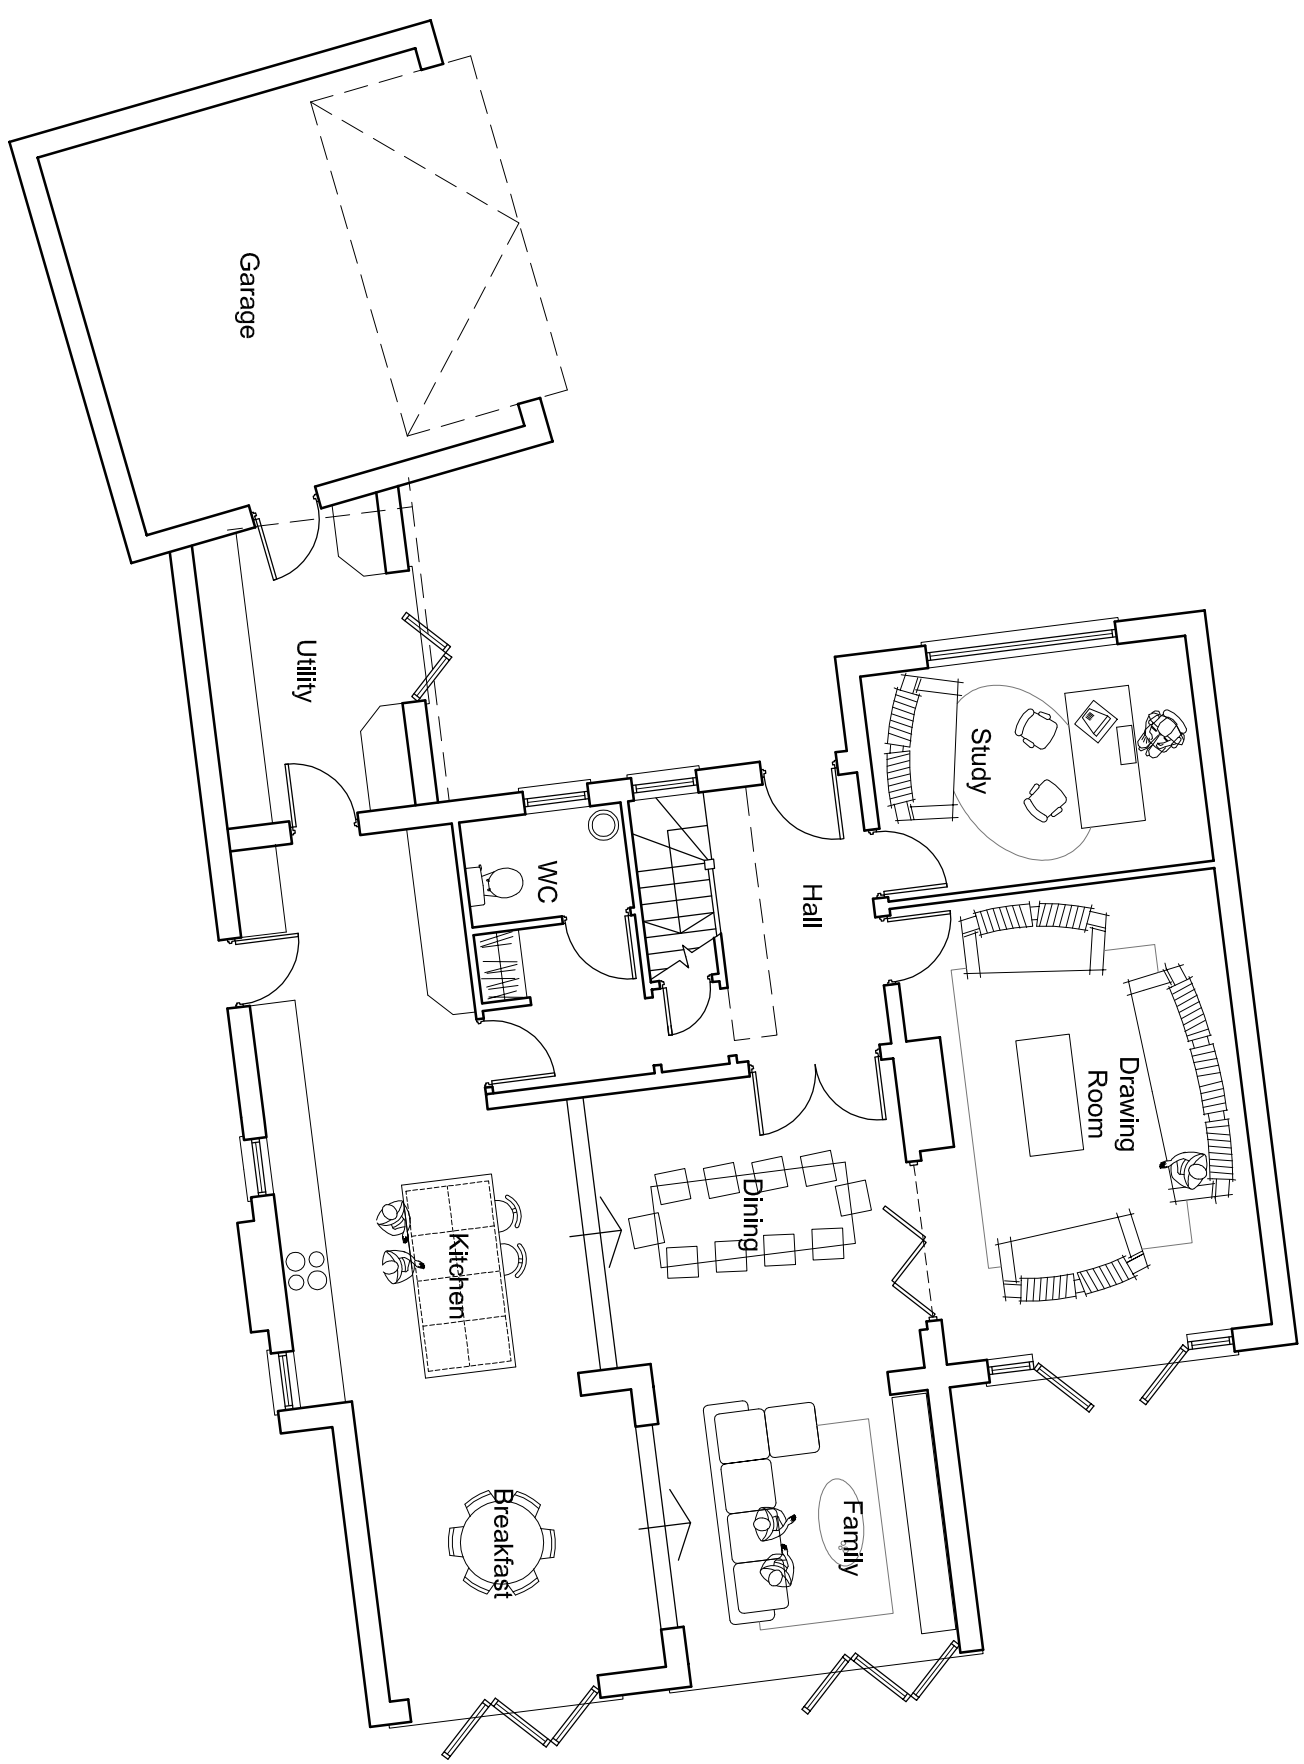 Garage
Utility
Study
WC
Hall
Drawing
Room
Dining
Kitchen
Breakfast
Family